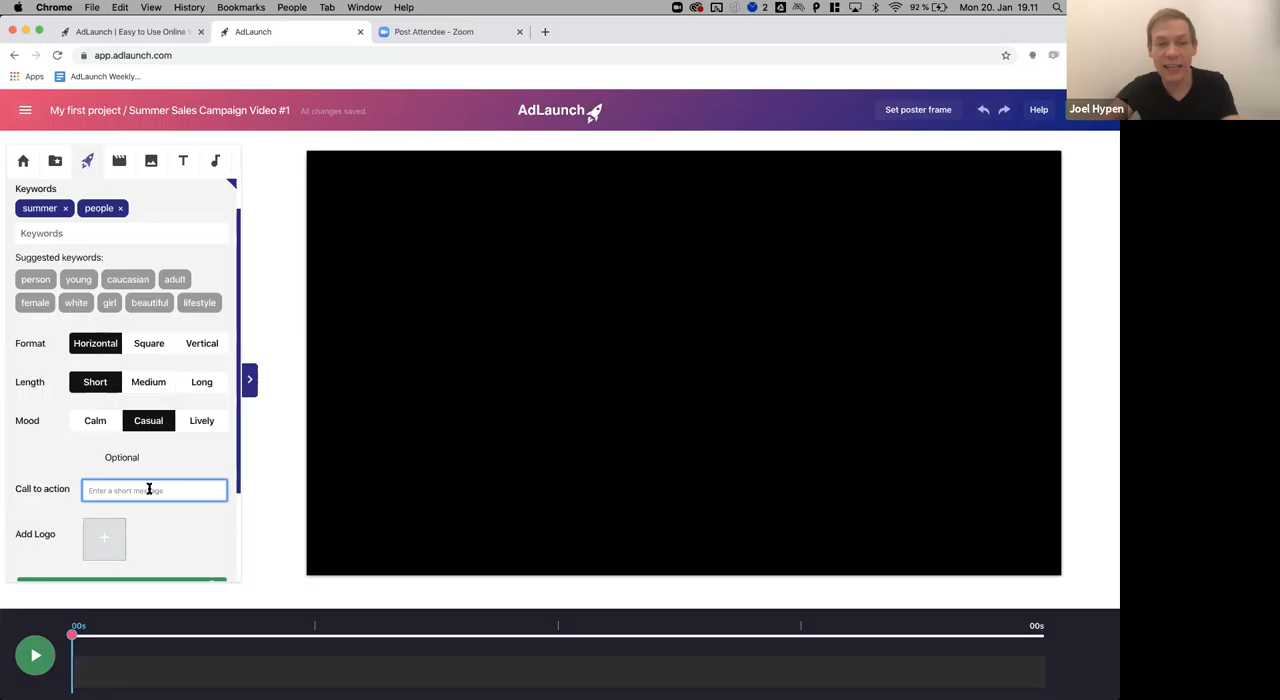 Chrome File Edit View History Bookmarks People Tab Window Help
2
92 %
Mon 20. Jan 19.11
AdLaunch | Easy to Use Online
AdLaunch
Post Attendee - Zoom
app.adlaunch.com
Apps
AdLaunch Weekly...
Joel Hypen
My first project / Summer Sales Campaign Video #1
All changes saved
AdLaunch
Set poster frame
Help
T
Keywords
summer ×
people ×
Keywords
Suggested keywords:
person young caucasian adult
female white girl beautiful lifestyle
Format Horizontal Square Vertical
Length Short Medium Long
Mood Calm Casual Lively
Optional
Call to action Enter a short message
Add Logo
00s
00s